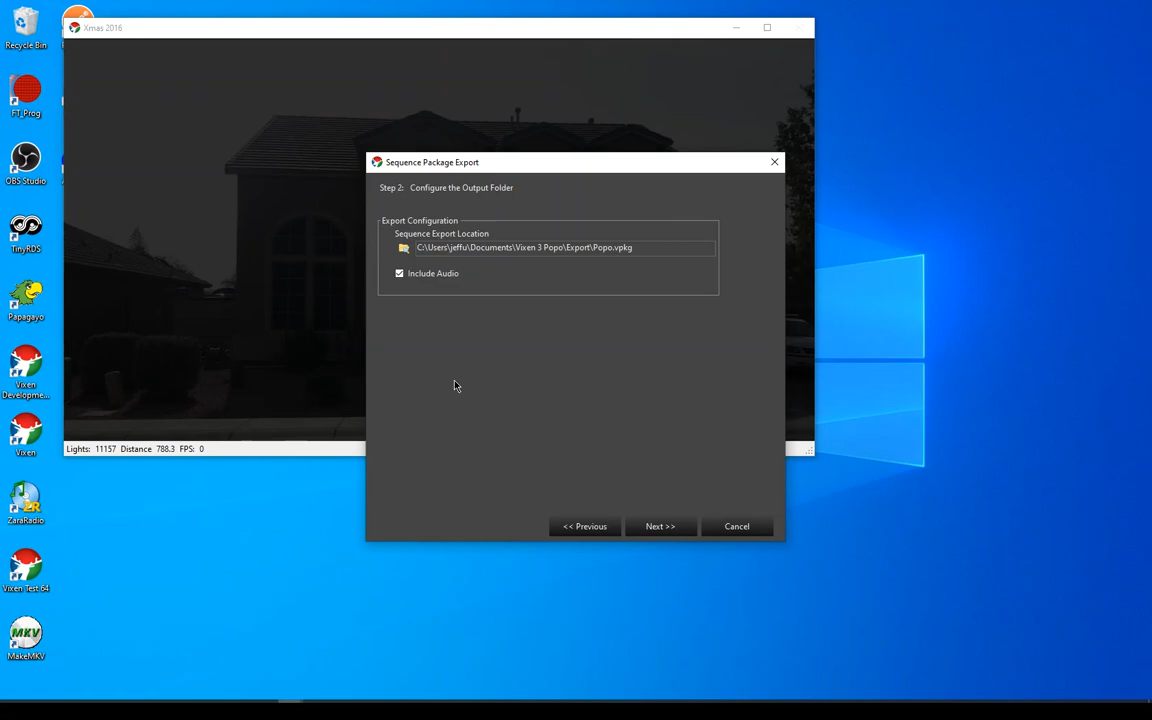 Recycle Bin
FT_Prog
OBS Studio
TinyRDS
Papagayo
Vixen
Developme...
Vixen
ZaraRadio
2R
Vixen Test 64
MKV
MakeMKV
Xmas 2016
Lights: 11157 Distance 788.3 FPS: 0
Sequence Package Export
Step 2: Configure the Output Folder
Export Configuration
Sequence Export Location
C:\Users\jeffu\Documents\Vixen 3 Popo\Export\Popo.vpkg
Include Audio
<< Previous
Next >>
Cancel